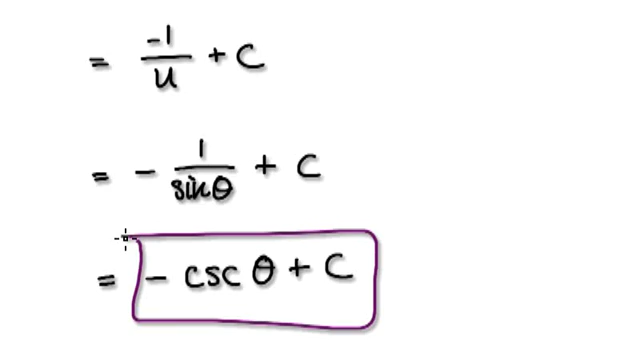 = -1/u + C
= - 1/sinθ + C
= - csc θ + C